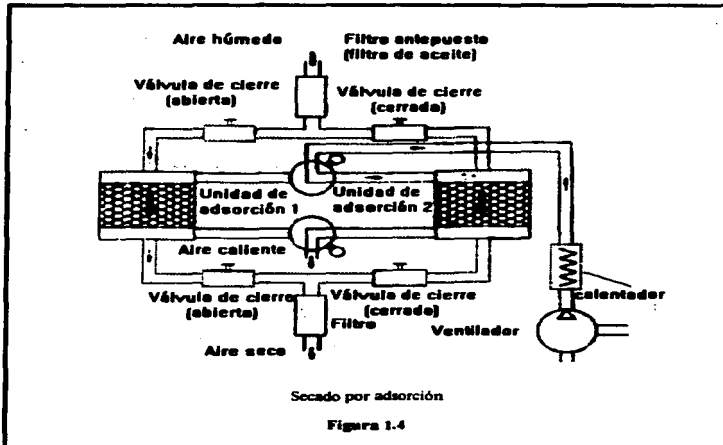 Aire húmedo
Filtro antepuesto
(filtro de aceite)
Válvula de cierre
(abierta)
Válvula de cierre
(cerrada)
Unidad de
adsorción 1
Unidad de
adsorción 2
Aire caliente
Válvula de cierre
(abierta)
Válvula de cierre
(cerrada)
calentador
Filtro
Ventilador
Aire seco
Secado por adsorción
Figura 1.4